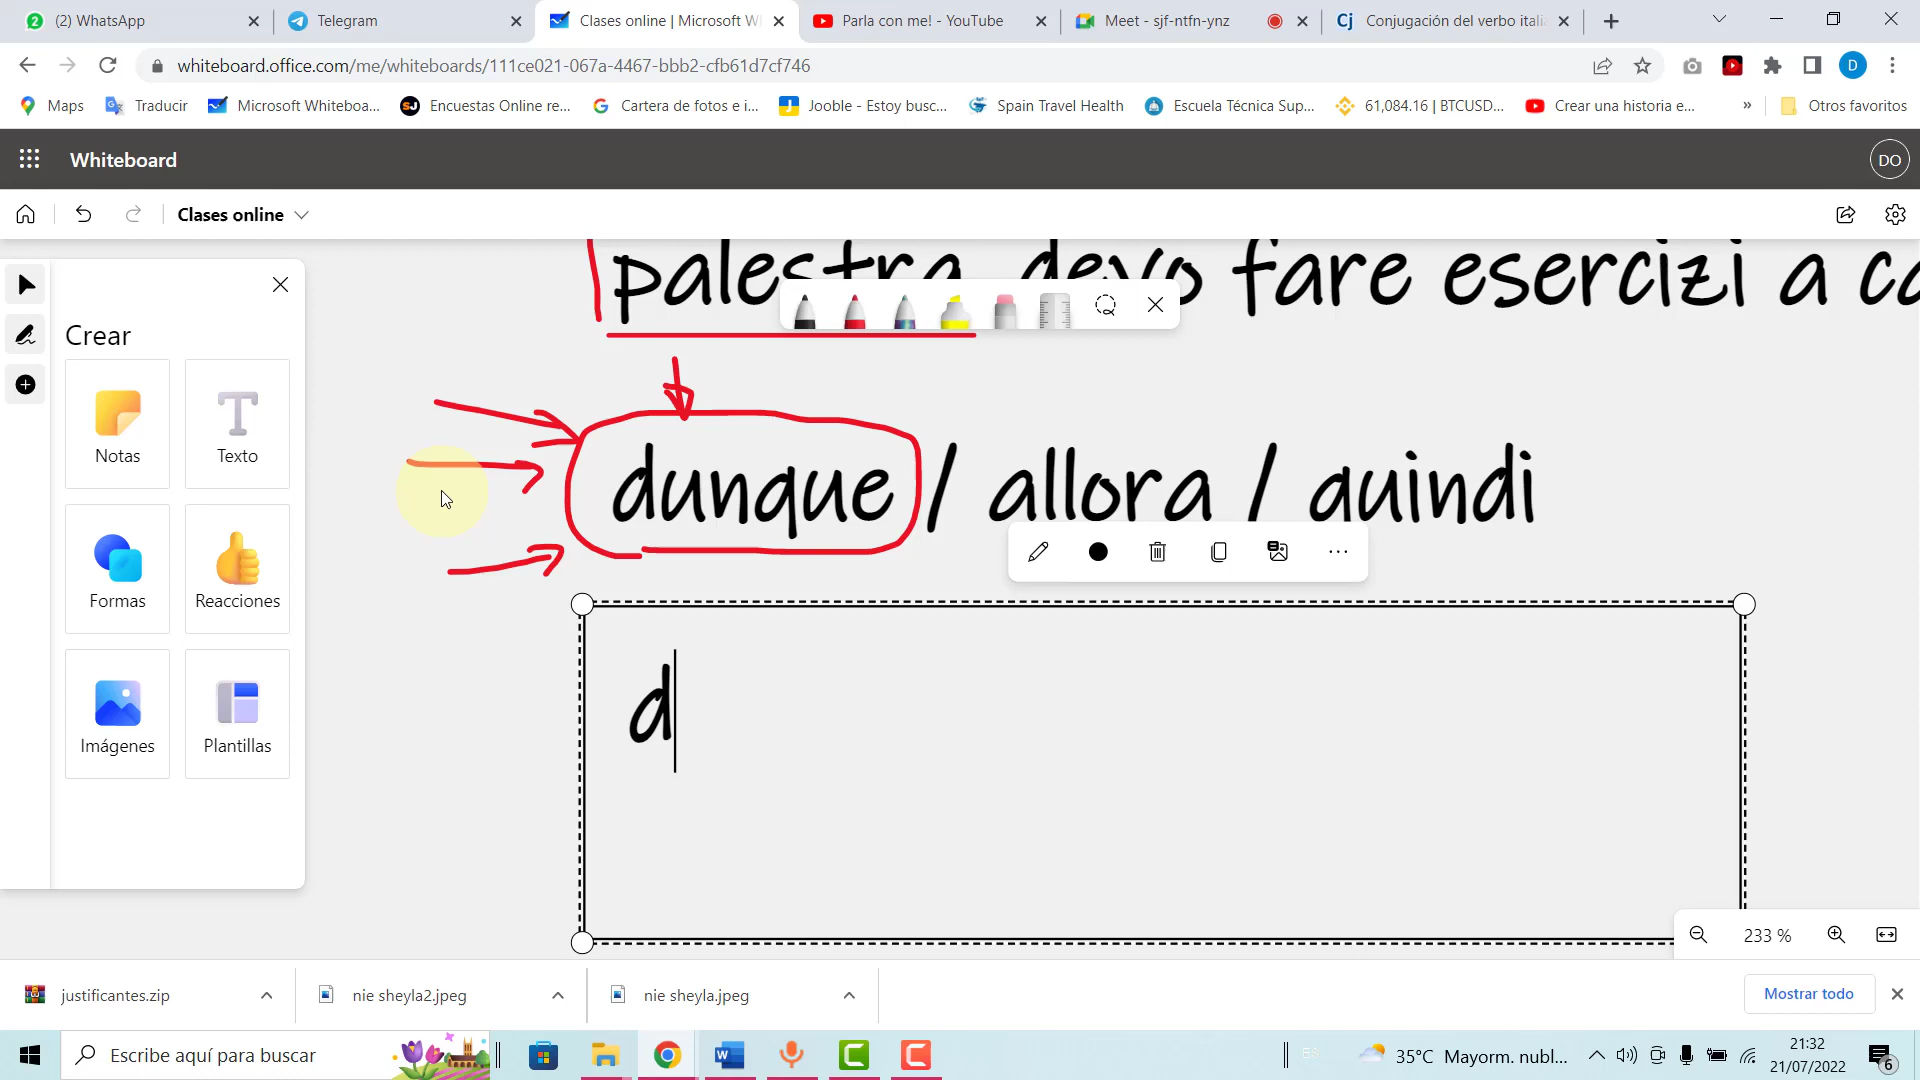 (2) WhatsApp
Telegram
Clases online | Microsoft W
Parla con me! - YouTube
Meet - sjf-ntfn-ynz
Cj Conjugación del verbo itali
whiteboard.office.com/me/whiteboards/111ce021-067a-4467-bbb2-cfb61d7cf746
D
Maps
Traducir
Microsoft Whiteboa...
Encuestas Online re...
Cartera de fotos e i...
Jooble - Estoy busc...
Spain Travel Health
Escuela Técnica Sup...
61,084.16 | BTCUSD...
Crear una historia e...
»
Otros favoritos
Whiteboard
DO
Clases online
palestra devo fare esercizi a ca
Crear
Notas
Texto
Formas
Reacciones
Imágenes
Plantillas
dunque / allora / quindi
d
233 %
justificantes.zip
nie sheyla2.jpeg
nie sheyla.jpeg
Mostrar todo
Escribe aquí para buscar
35°C Mayorm. nubl...
21:32
21/07/2022
6